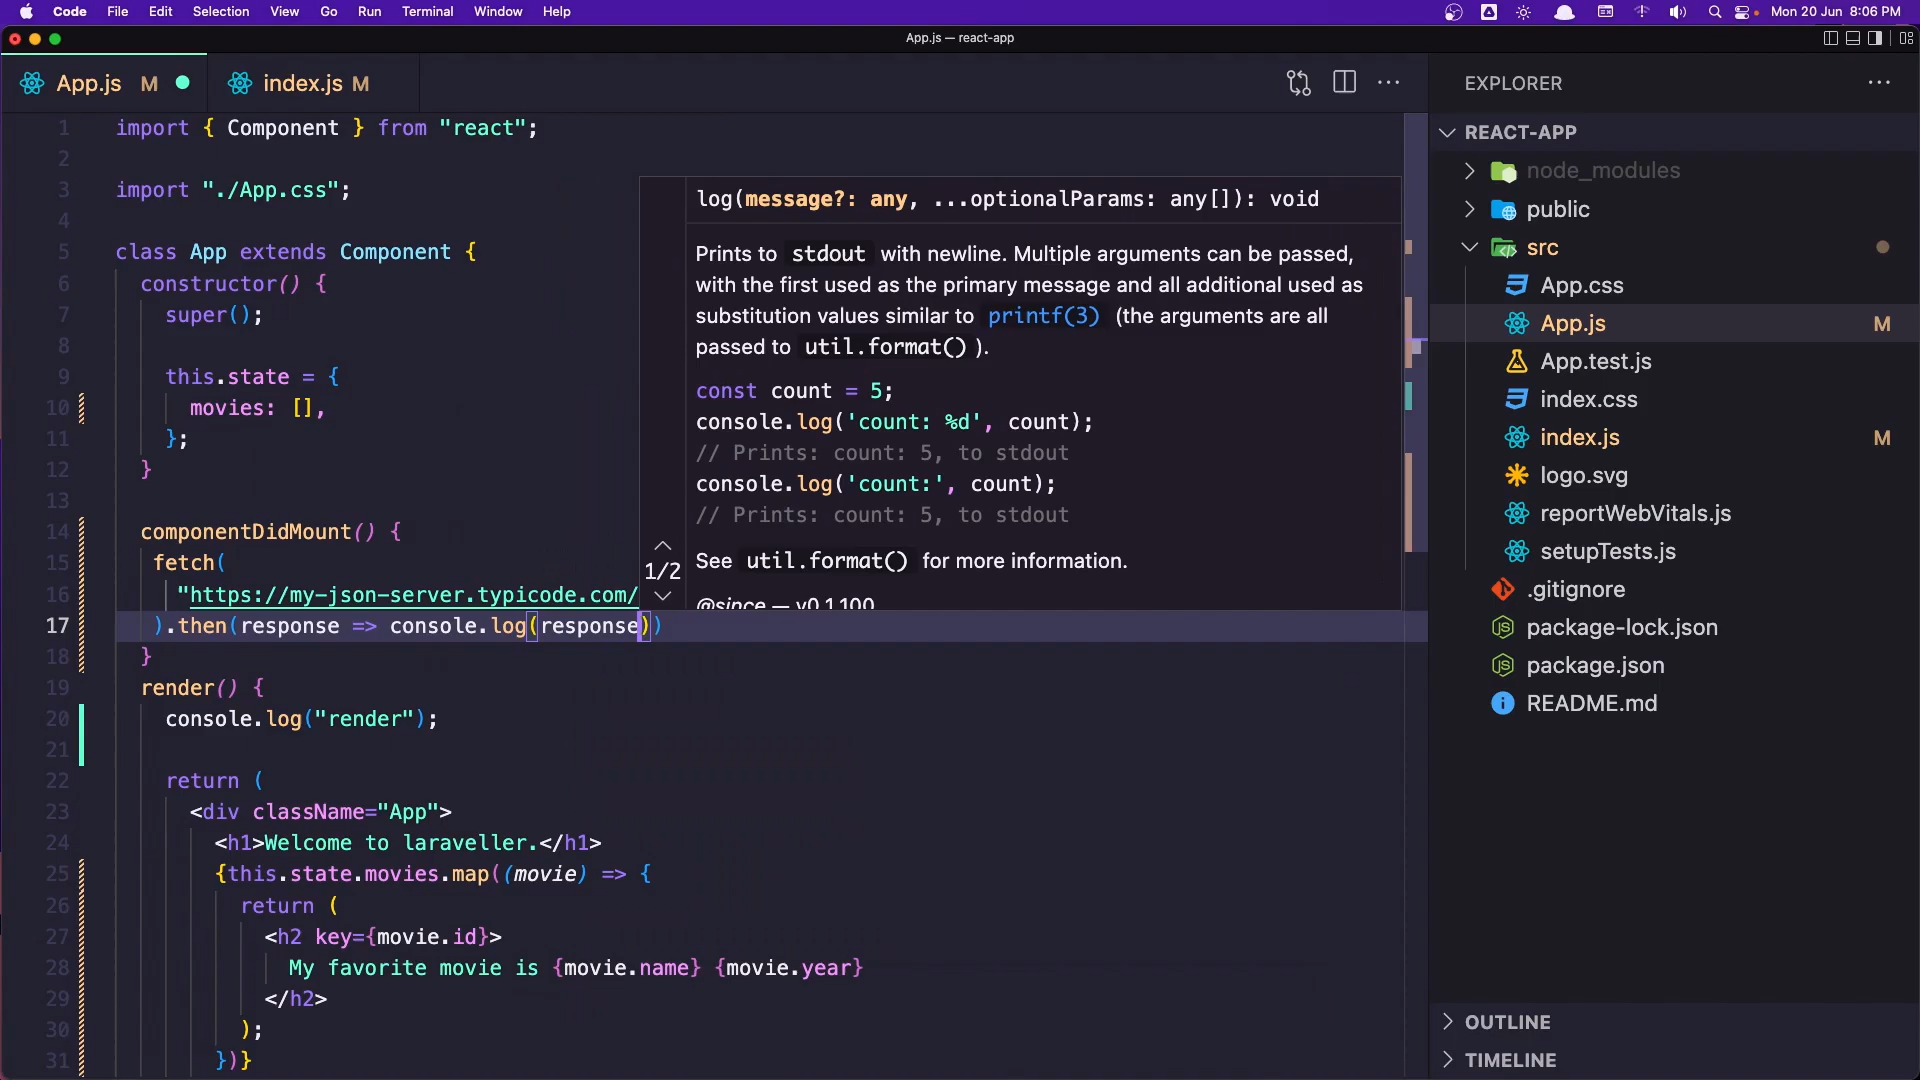 Code File Edit Selection View Go Run Terminal Window Help Mon 20 Jun 8:06 PM
App.js — react-app
App.js M index.js M
EXPLORER
REACT-APP
node_modules
public
src
App.css
App.js M
App.test.js
index.css
index.js M
logo.svg
reportWebVitals.js
setupTests.js
.gitignore
package-lock.json
package.json
README.md
OUTLINE
TIMELINE
1 import { Component } from "react";
2
3 import "./App.css";
4
5 class App extends Component {
6 constructor() {
7 super();
8
9 this.state = {
10 movies: [],
11 };
12 }
13
14 componentDidMount() {
15 fetch(
16 "https://my-json-server.typicode.com/
17 ).then(response => console.log(response))
18 }
19 render() {
20 console.log("render");
21
22 return (
23 <div className="App">
24 <h1>Welcome to laraveller.</h1>
25 {this.state.movies.map((movie) => {
26 return (
27 <h2 key={movie.id}>
28 My favorite movie is {movie.name} {movie.year}
29 </h2>
30 );
31 })}
log(message?: any, ...optionalParams: any[]): void
Prints to stdout with newline. Multiple arguments can be passed,
with the first used as the primary message and all additional used as
substitution values similar to printf(3) (the arguments are all
passed to util.format() ).
const count = 5;
console.log('count: %d', count);
// Prints: count: 5, to stdout
console.log('count:', count);
// Prints: count: 5, to stdout
1/2
See util.format() for more information.
@since — v0.1.100